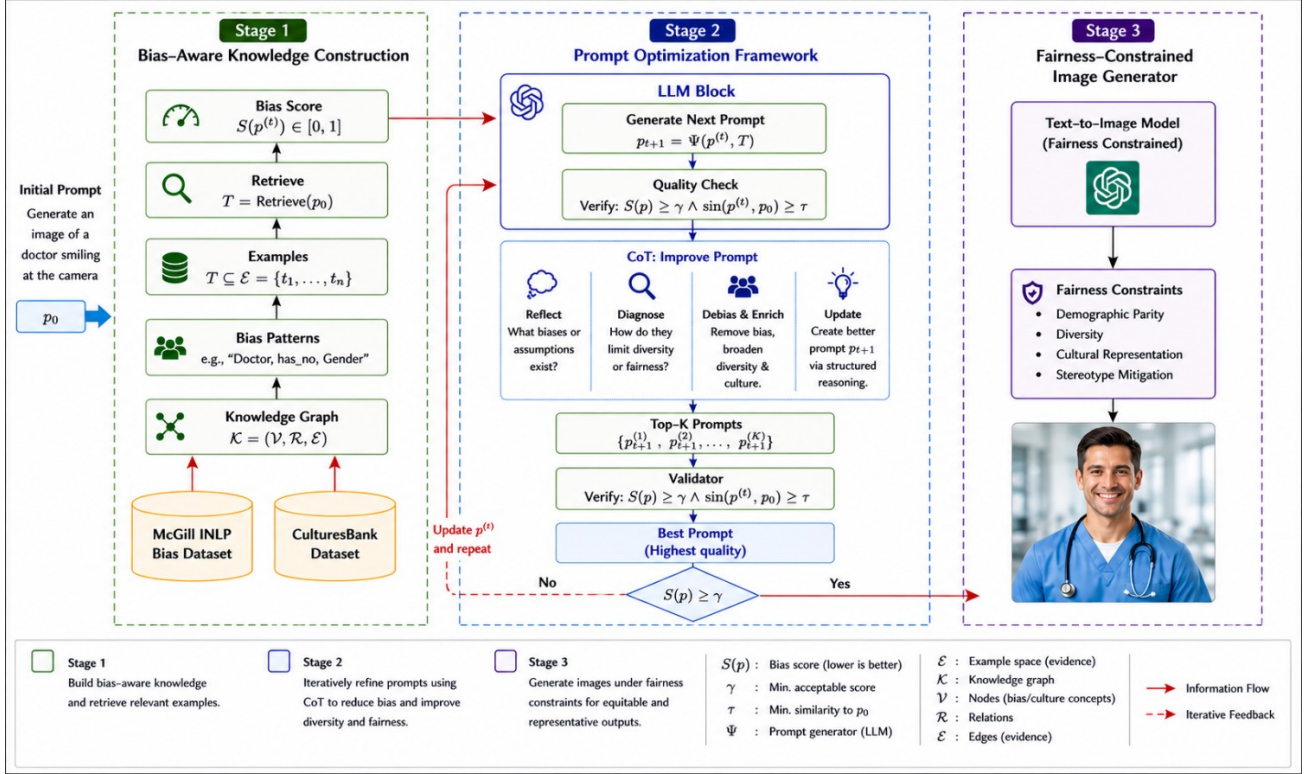 Stage 1
Bias–Aware Knowledge Construction
Initial Prompt
Generate an
image of a
doctor smiling
at the camera
p₀
Bias Score
S(p⁽ᵗ⁾) ∈ [0, 1]
Retrieve
T = Retrieve(p₀)
Examples
T ⊆ ℰ = {t₁, . . . , tₙ}
Bias Patterns
e.g., “Doctor, has_no, Gender”
Knowledge Graph
𝒦 = (𝒱, ℛ, ℰ)
McGill INLP
Bias Dataset
CulturesBank
Dataset
Stage 2
Prompt Optimization Framework
LLM Block
Generate Next Prompt
pₜ₊₁ = Ψ(p⁽ᵗ⁾, T)
Quality Check
Verify: S(p) ≥ γ ∧ sin(p⁽ᵗ⁾, p₀) ≥ τ
CoT: Improve Prompt
Reflect
What biases or
assumptions
exist?
Diagnose
How do they
limit diversity
or fairness?
Debias & Enrich
Remove bias,
broaden
diversity &
culture.
Update
Create better
prompt pₜ₊₁
via structured
reasoning.
Top–K Prompts
{pₜ₊₁⁽¹⁾ , pₜ₊₁⁽²⁾, . . . , pₜ₊₁⁽ᴷ⁾}
Validator
Verify: S(p) ≥ γ ∧ sin(p⁽ᵗ⁾, p₀) ≥ τ
Best Prompt
(Highest quality)
S(p) ≥ γ
No
Yes
Update p⁽ᵗ⁾
and repeat
Stage 3
Fairness–Constrained
Image Generator
Text–to–Image Model
(Fairness Constrained)
Fairness Constraints
• Demographic Parity
• Diversity
• Cultural Representation
• Stereotype Mitigation
Stage 1
Build bias–aware knowledge
and retrieve relevant examples.
Stage 2
Iteratively refine prompts using
CoT to reduce bias and improve
diversity and fairness.
Stage 3
Generate images under fairness
constraints for equitable and
representative outputs.
S(p) : Bias score (lower is better)
γ : Min. acceptable score
τ : Min. similarity to p₀
Ψ : Prompt generator (LLM)
ℰ : Example space (evidence)
𝒦 : Knowledge graph
𝒱 : Nodes (bias/culture concepts)
ℛ : Relations
ℰ : Edges (evidence)
Information Flow
Iterative Feedback